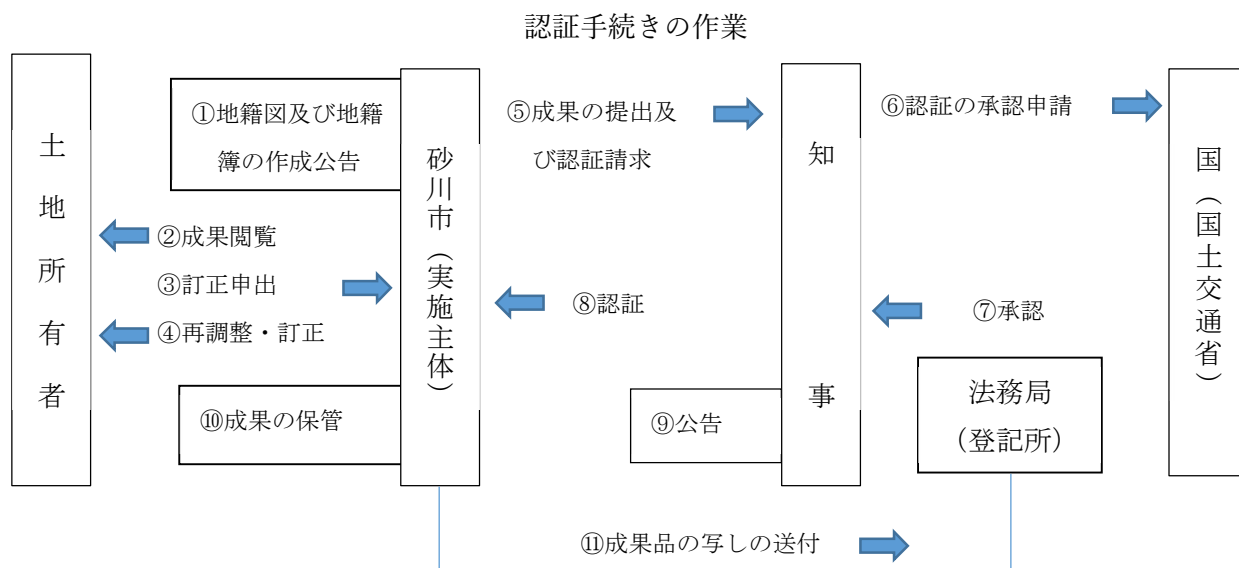 認証手続きの作業
土地所有者
①地籍図及び地籍
簿の作成公告
②成果閲覧
③訂正申出
④再調整・訂正
⑩成果の保管
砂川市（実施主体）
⑤成果の提出及
び認証請求
⑧認証
⑨公告
知事
⑥認証の承認申請
⑦承認
法務局
（登記所）
国（国土交通省）
⑪成果品の写しの送付